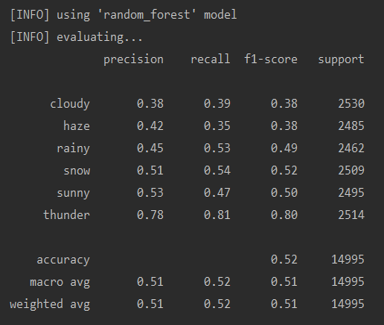 [INFO] using 'random_forest' model
[INFO] evaluating...
precision recall f1-score support
cloudy 0.38 0.39 0.38 2530
haze 0.42 0.35 0.38 2485
rainy 0.45 0.53 0.49 2462
snow 0.51 0.54 0.52 2509
sunny 0.53 0.47 0.50 2495
thunder 0.78 0.81 0.80 2514
accuracy 0.52 14995
macro avg 0.51 0.52 0.51 14995
weighted avg 0.51 0.52 0.51 14995